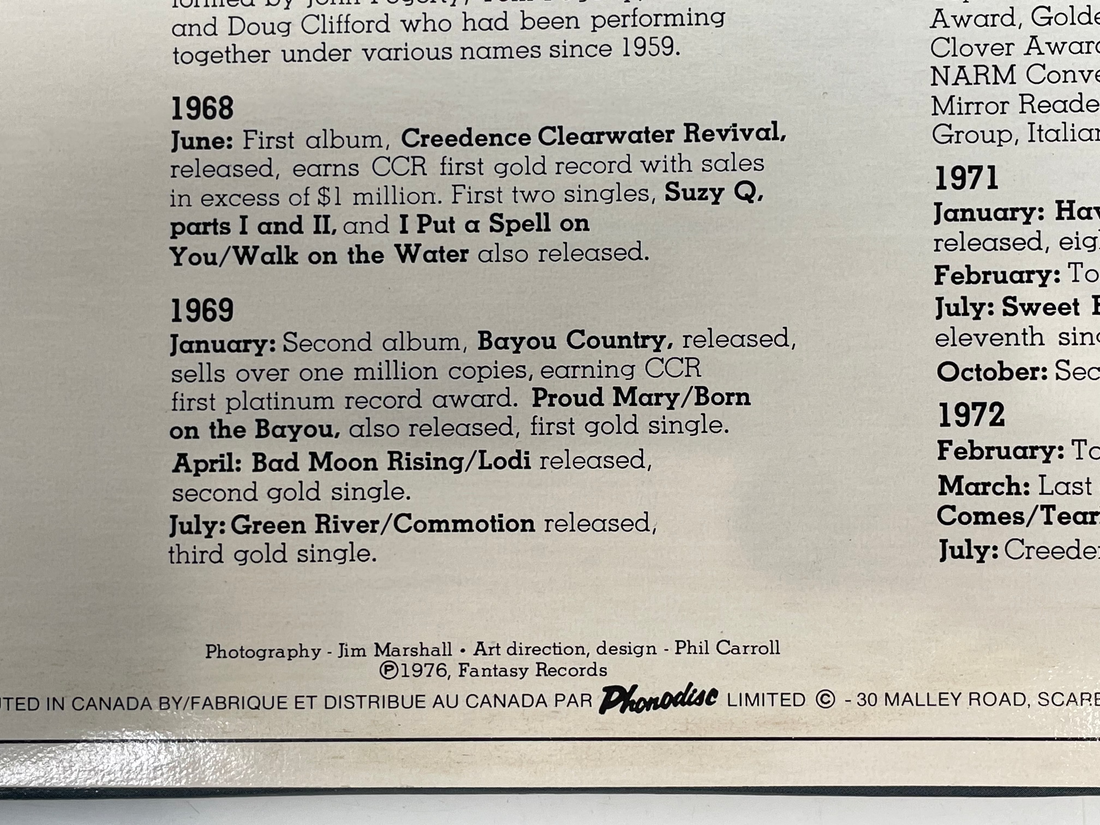 and Doug Clifford who had been performing
together under various names since 1959.
1968
June: First album, Creedence Clearwater Revival,
released, earns CCR first gold record with sales
in excess of $1 million. First two singles, Suzy Q,
parts I and II, and I Put a Spell on
You/Walk on the Water also released.
1969
January: Second album, Bayou Country, released,
sells over one million copies, earning CCR
first platinum record award. Proud Mary/Born
on the Bayou, also released, first gold single.
April: Bad Moon Rising/Lodi released,
second gold single.
July: Green River/Commotion released,
third gold single.
Award,
Clover
NARM
Mirror
Group,
1971
January:
released,
February:
July: Sweet
eleventh
October:
1972
February:
March: Last
July:
Photography - Jim Marshall • Art direction, design - Phil Carroll
℗1976, Fantasy Records
IN CANADA BY/FABRIQUE ET DISTRIBUE AU CANADA PAR Phonodisc LIMITED © - 30 MALLEY ROAD,